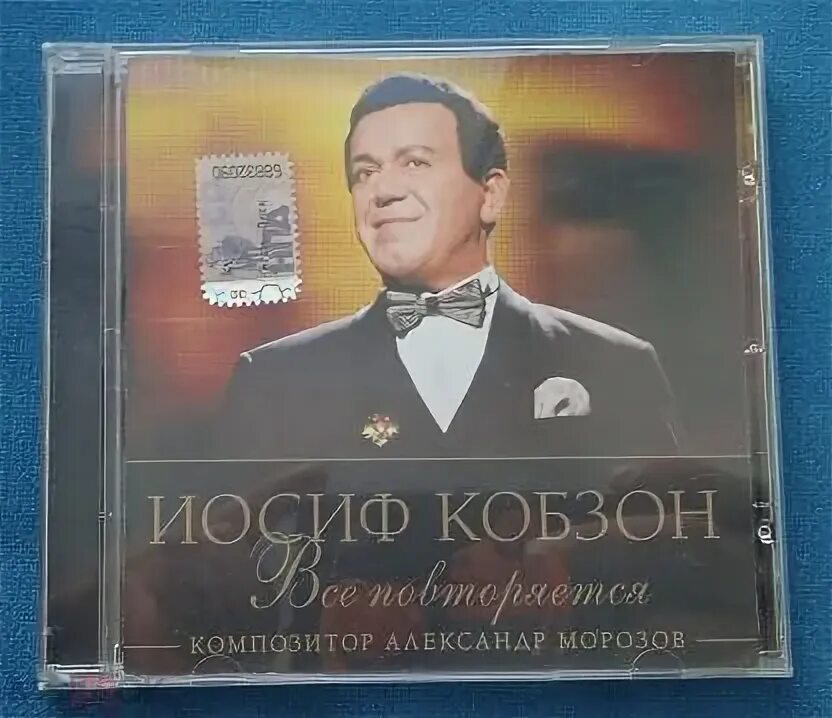 ИОСИФ КОБЗОН
Все повторяется
КОМПОЗИТОР АЛЕКСАНДР МОРОЗОВ